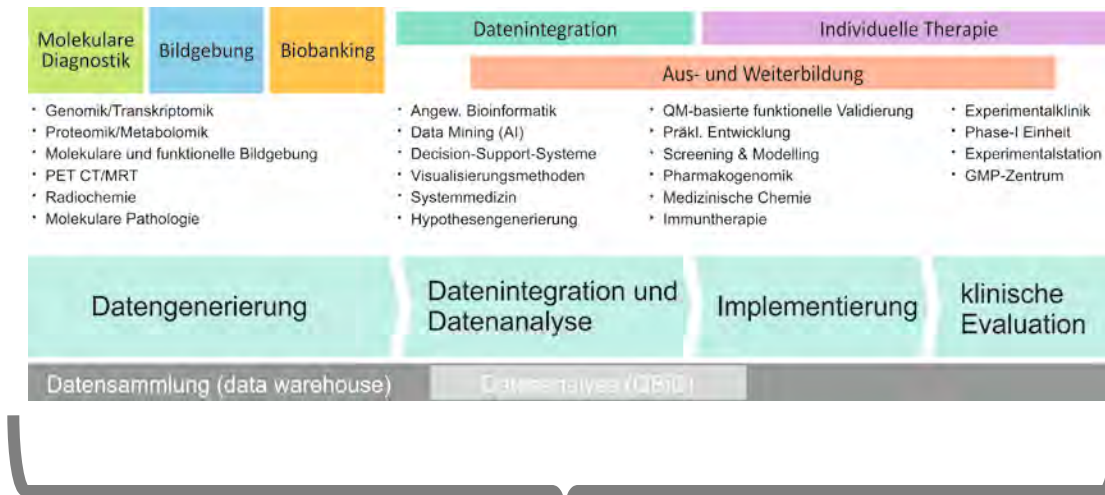 Molekulare
Diagnostik
Bildgebung
Biobanking
Datenintegration
Individuelle Therapie
Aus- und Weiterbildung
· Genomik/Transkriptomik
· Proteomik/Metabolomik
· Molekulare und funktionelle Bildgebung
· PET CT/MRT
· Radiochemie
· Molekulare Pathologie
· Angew. Bioinformatik
· Data Mining (AI)
· Decision-Support-Systeme
· Visualisierungsmethoden
· Systemmedizin
· Hypothesengenerierung
· QM-basierte funktionelle Validierung
· Präkl. Entwicklung
· Screening & Modelling
· Pharmakogenomik
· Medizinische Chemie
· Immuntherapie
· Experimentalklinik
· Phase-I Einheit
· Experimentalstation
· GMP-Zentrum
Datengenerierung
Datenintegration und
Datenanalyse
Implementierung
klinische
Evaluation
Datensammlung (data warehouse)